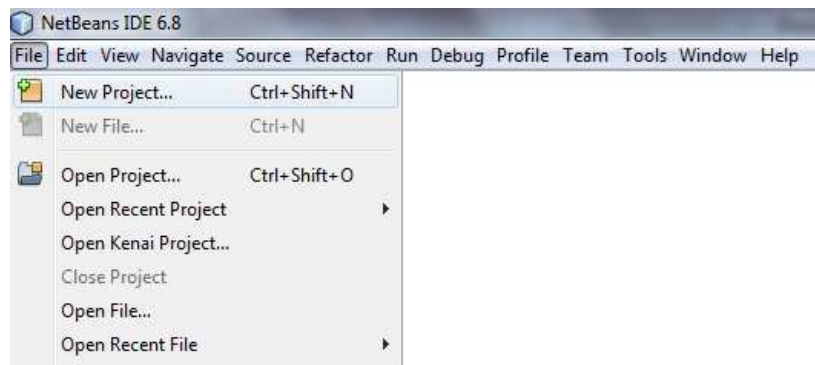 NetBeans IDE 6.8
File Edit View Navigate Source Refactor Run Debug Profile Team Tools Window Help
New Project... Ctrl+Shift+N
New File... Ctrl+N
Open Project... Ctrl+Shift+O
Open Recent Project
Open Kenai Project...
Close Project
Open File...
Open Recent File